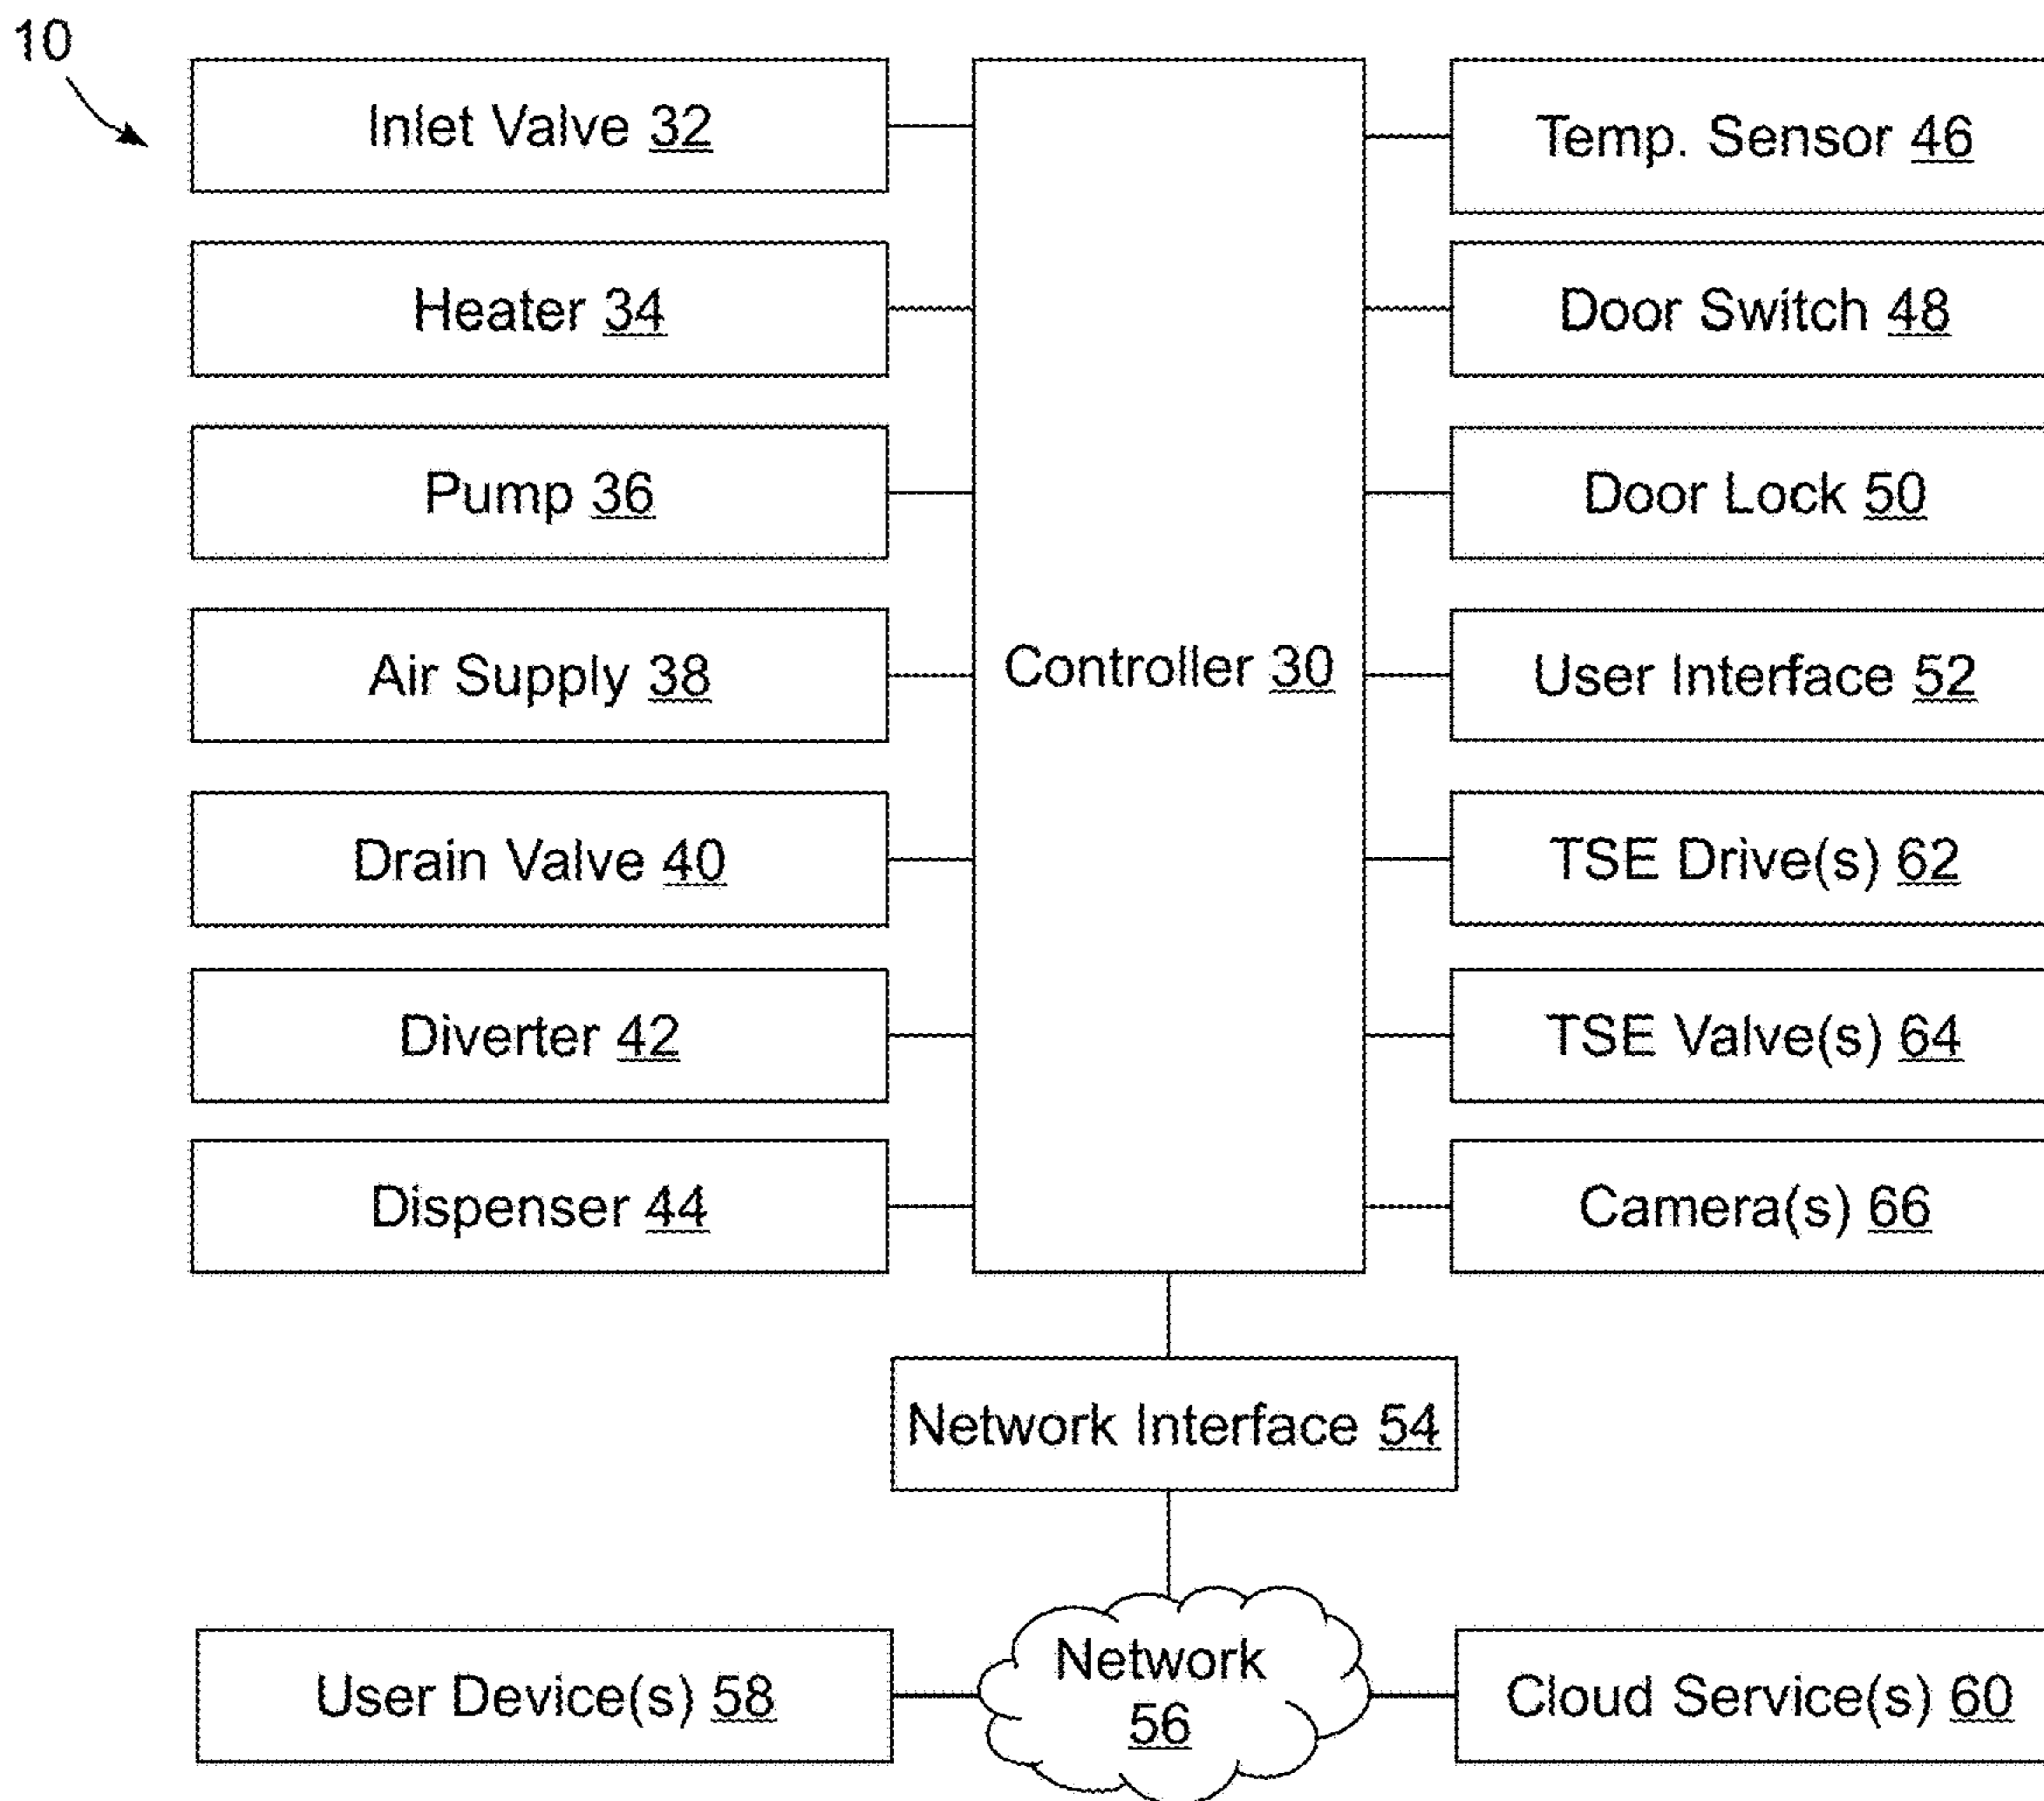 10
Inlet Valve 32
Heater 34
Pump 36
Air Supply 38
Drain Valve 40
Diverter 42
Dispenser 44
Controller 30
Temp. Sensor 46
Door Switch 48
Door Lock 50
User Interface 52
TSE Drive(s) 62
TSE Valve(s) 64
Camera(s) 66
Network Interface 54
User Device(s) 58
Network
56
Cloud Service(s) 60